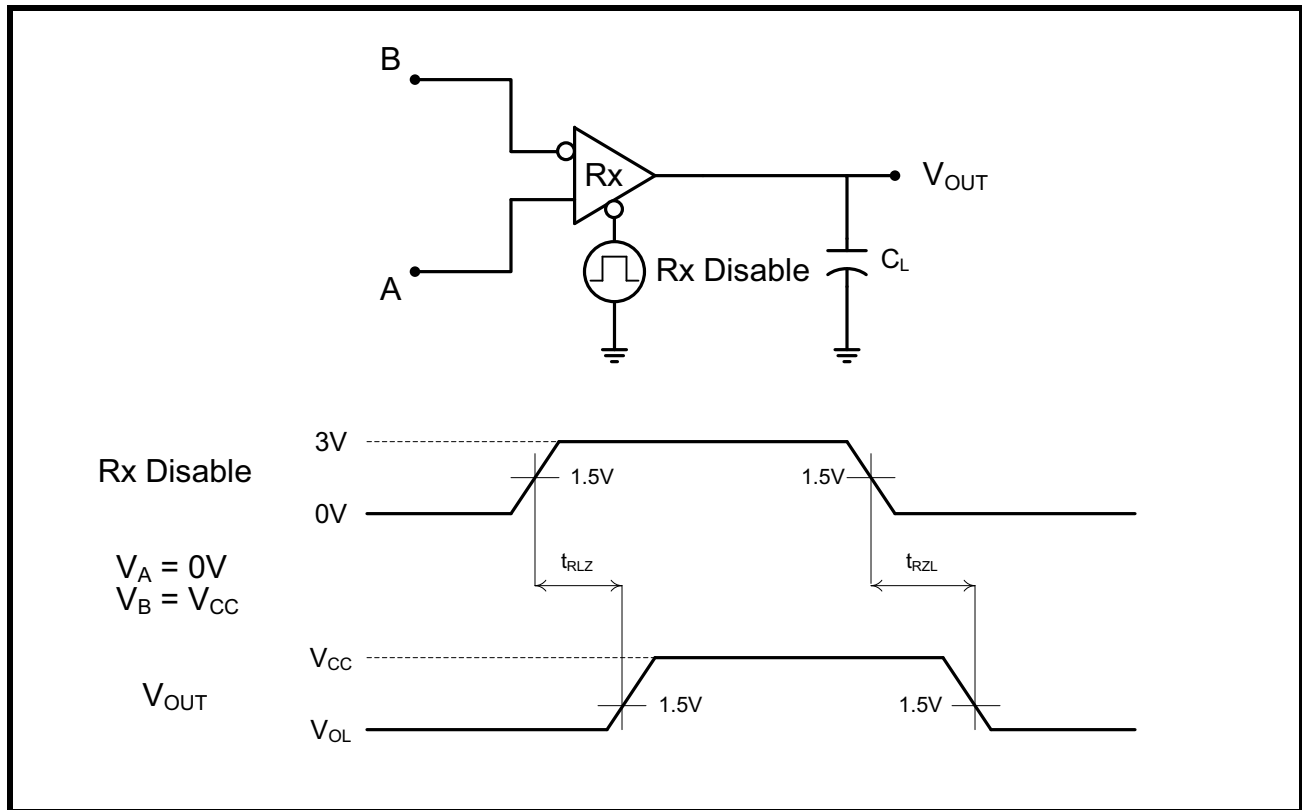 B
Rx
V_OUT
Rx Disable
C_L
A
3V
Rx Disable
1.5V
1.5V
0V
t_RLZ
t_RZL
V_A = 0V
V_B = V_CC
V_CC
V_OUT
1.5V
1.5V
V_OL